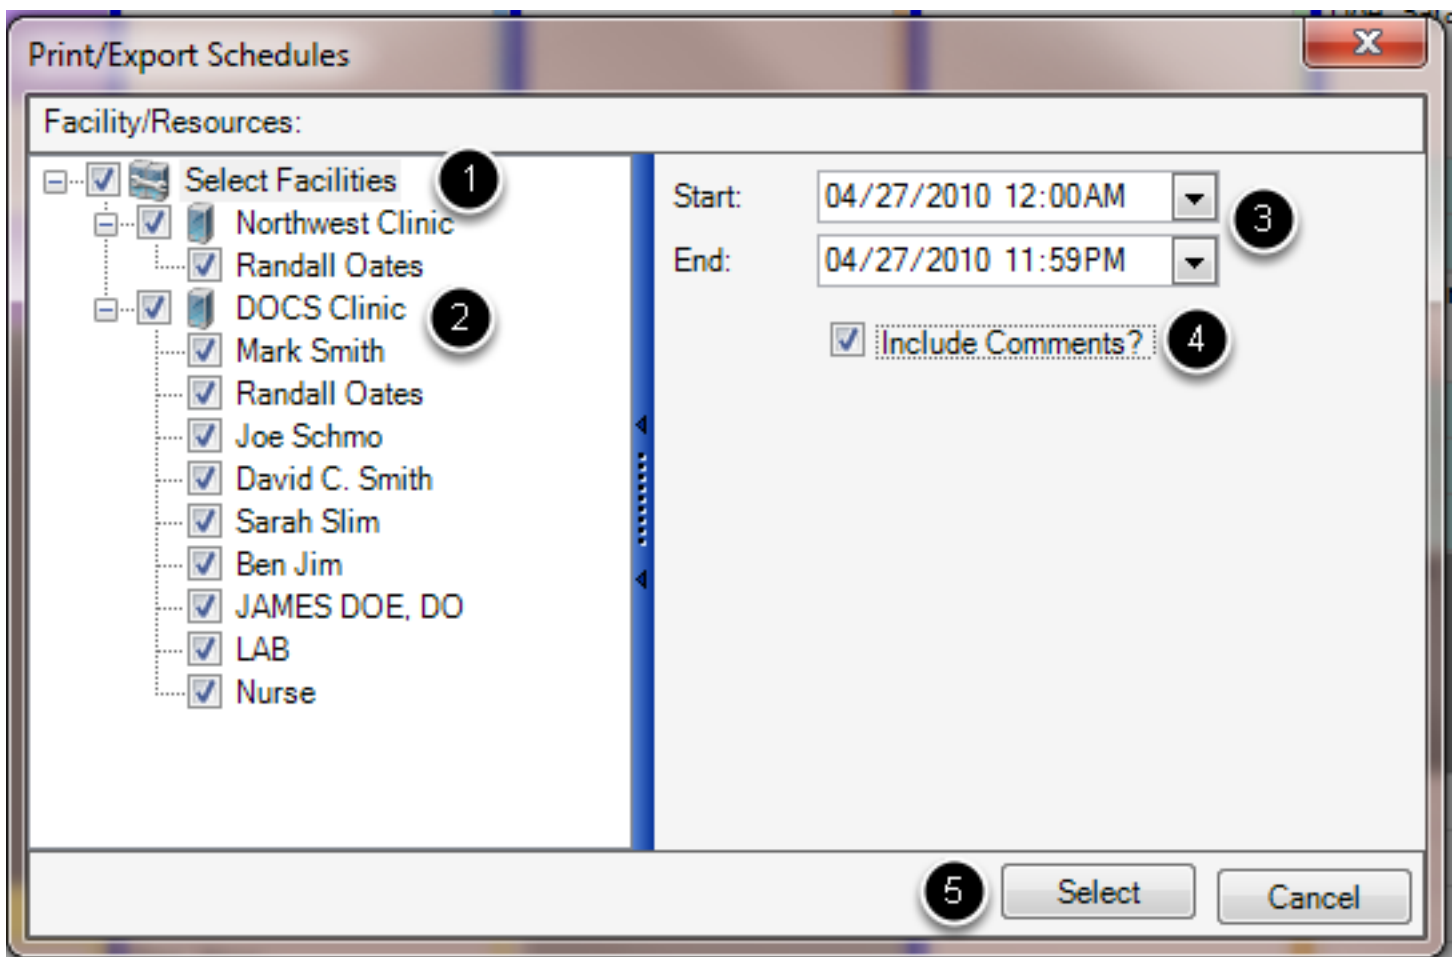 Print/Export Schedules
Facility/Resources:
Select Facilities 1
Northwest Clinic
Randall Oates
DOCS Clinic 2
Mark Smith
Randall Oates
Joe Schmo
David C. Smith
Sarah Slim
Ben Jim
JAMES DOE, DO
LAB
Nurse
Start: 04/27/2010 12:00AM 3
End: 04/27/2010 11:59PM
Include Comments? 4
5 Select Cancel